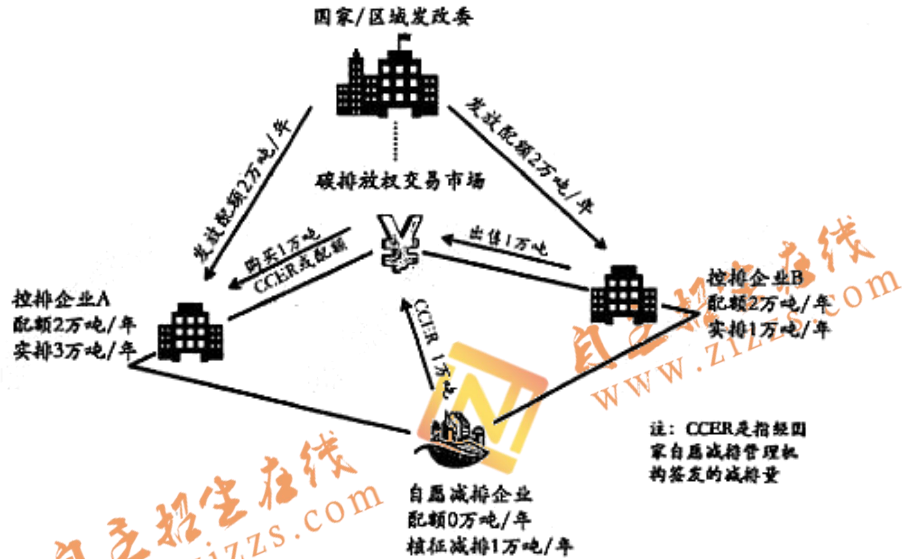 国家/区域发改委
发放配额2万吨/年
发放配额2万吨/年
碳排放权交易市场
¥
购买1万吨
CCER或配额
出售1万吨
CCER 1万吨
控排企业A
配额2万吨/年
实排3万吨/年
控排企业B
配额2万吨/年
实排1万吨/年
自愿减排企业
配额0万吨/年
核征减排1万吨/年
注：CCER是指经国
家自愿减排管理机
构签发的减排量
自主招生在线
www.zizzs.com
自主招生在线
zizzs.com